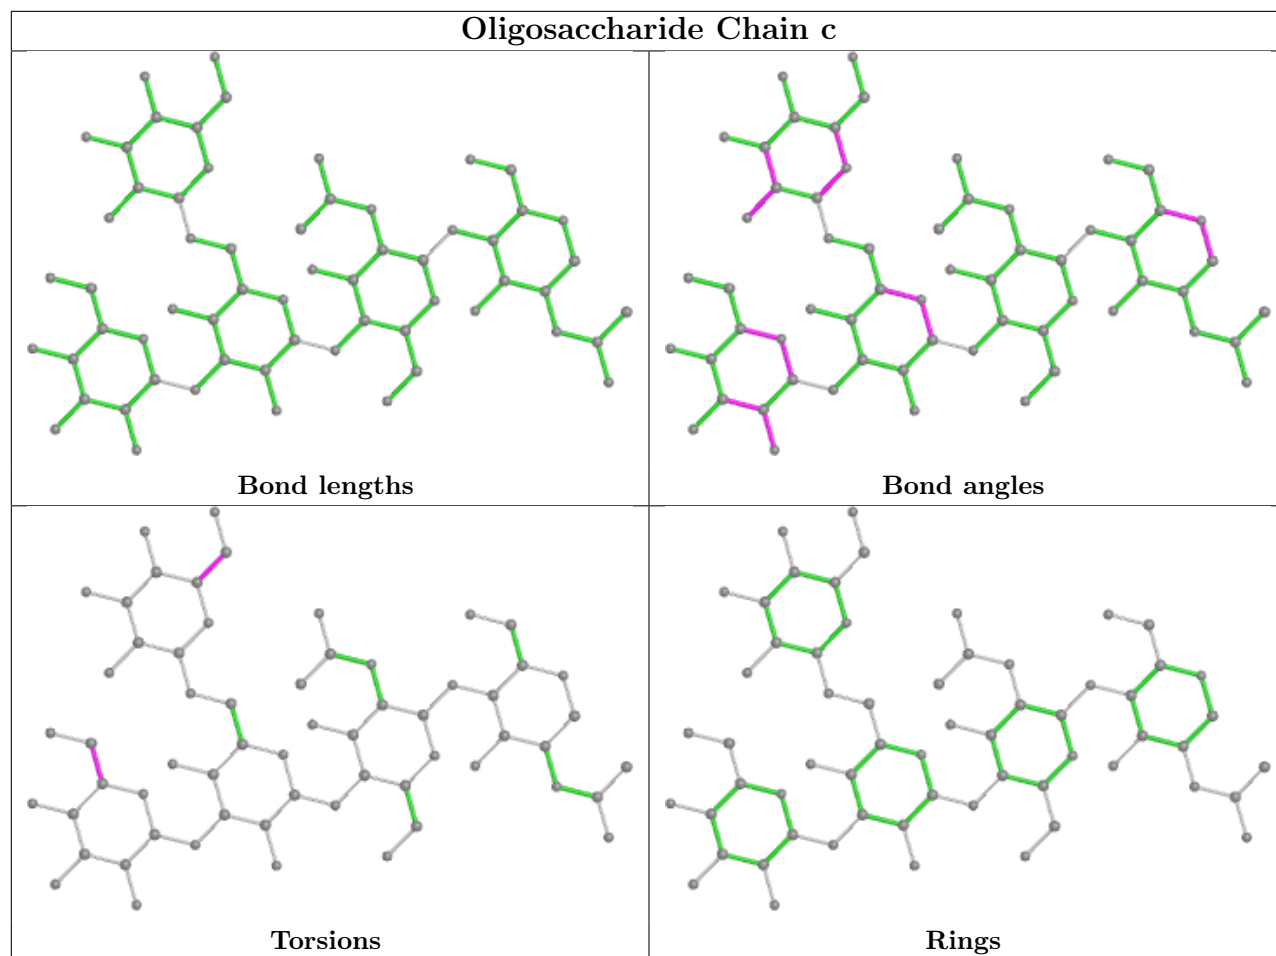 Oligosaccharide Chain c
Bond lengths
Bond angles
Torsions
Rings